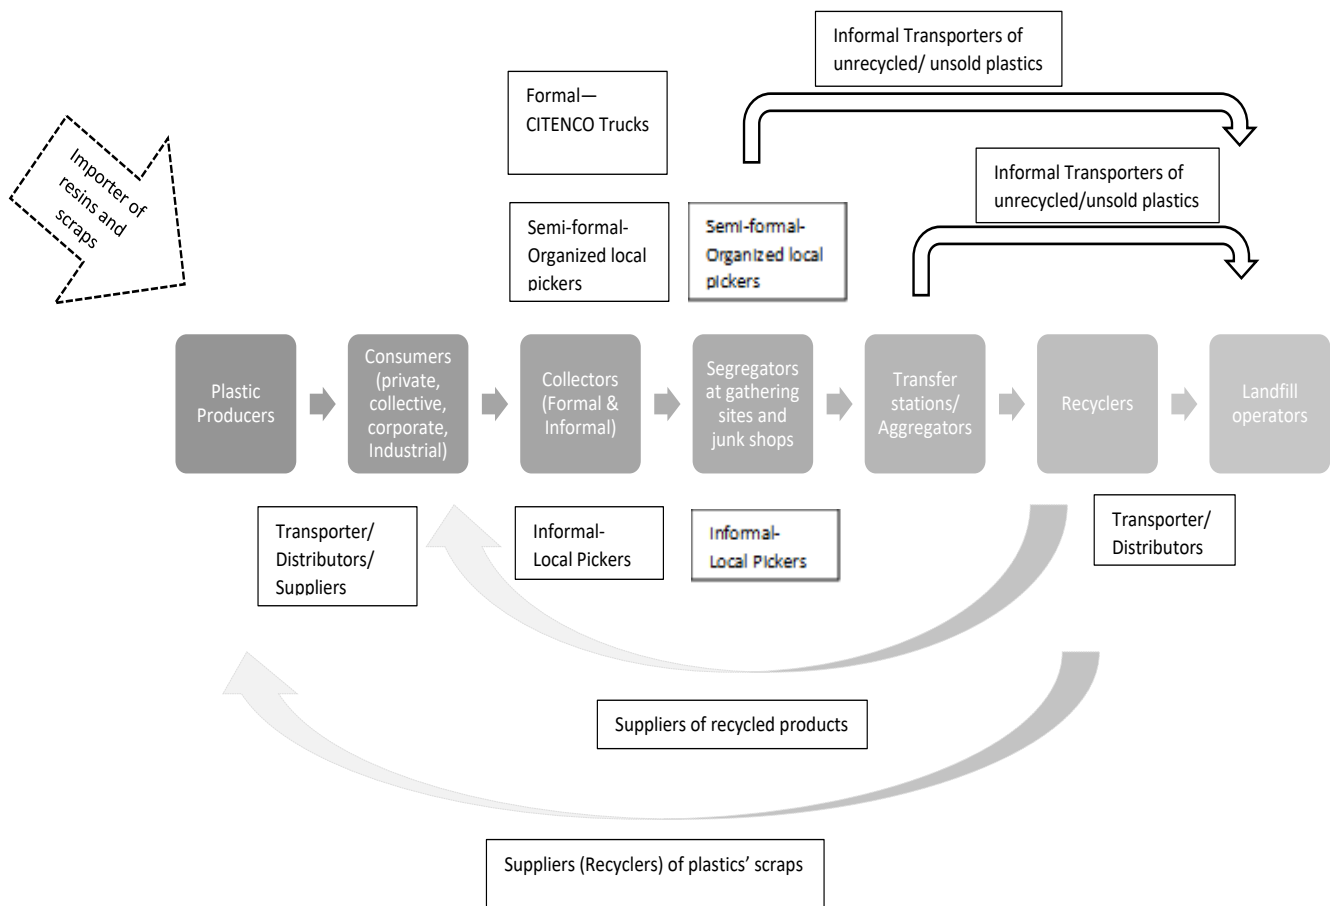 Informal Transporters of
unrecycled/ unsold plastics
Formal—
CITENCO Trucks
Importer of
resins and
scraps
Informal Transporters of
unrecycled/unsold plastics
Semi-formal-
Organized local
pickers
Semi-formal-
Organized local
pickers
Plastic
Producers
Consumers
(private,
collective,
corporate,
Industrial)
Collectors
(Formal &
Informal)
Segregators
at gathering
sites and
junk shops
Transfer
stations/
Aggregators
Recyclers
Landfill
operators
Transporter/
Distributors/
Suppliers
Informal-
Local Pickers
Informal-
Local Pickers
Transporter/
Distributors
Suppliers of recycled products
Suppliers (Recyclers) of plastics’ scraps